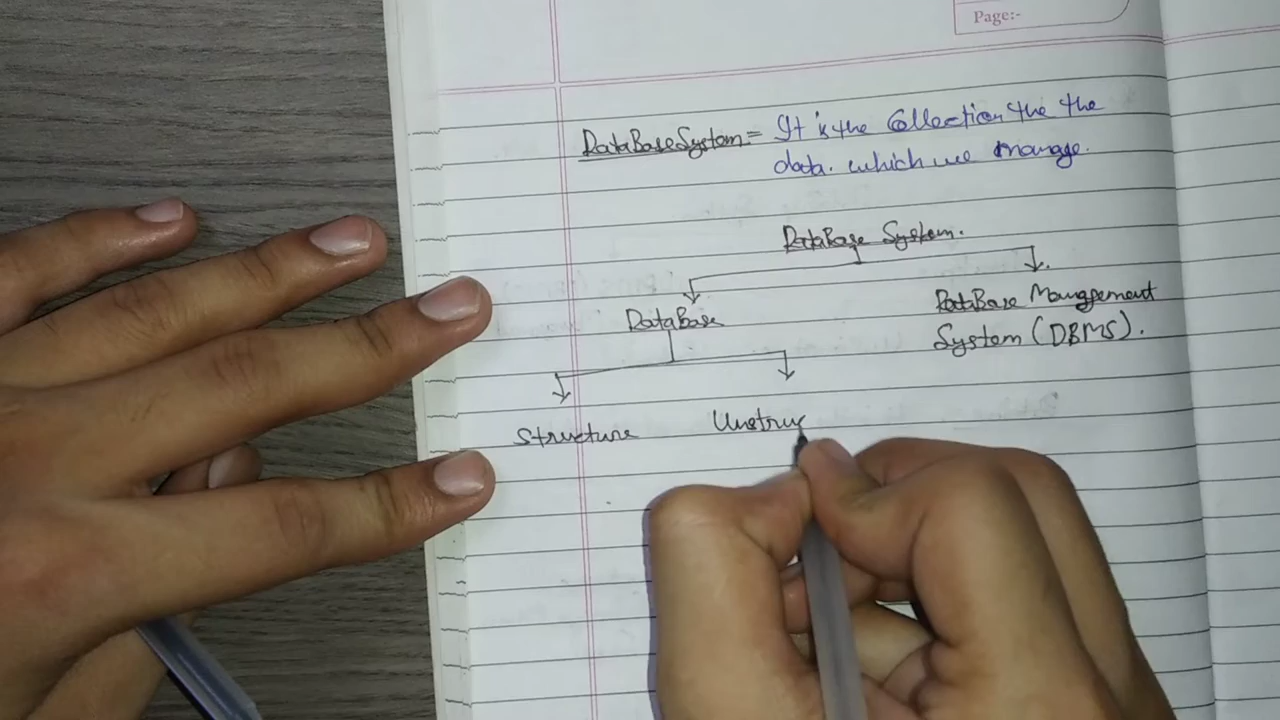 Page:-
DataBaseSystem = It is the Collection the the
data. which we manage.
DataBase System.
DataBase
DataBase Management
System (DBMS).
Structure
Unstruc